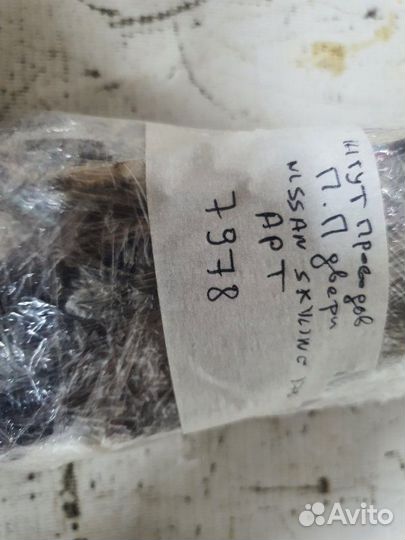 жгут проводов
П.П двери
NISSAN SKYLINE
АРТ
7978
Avito